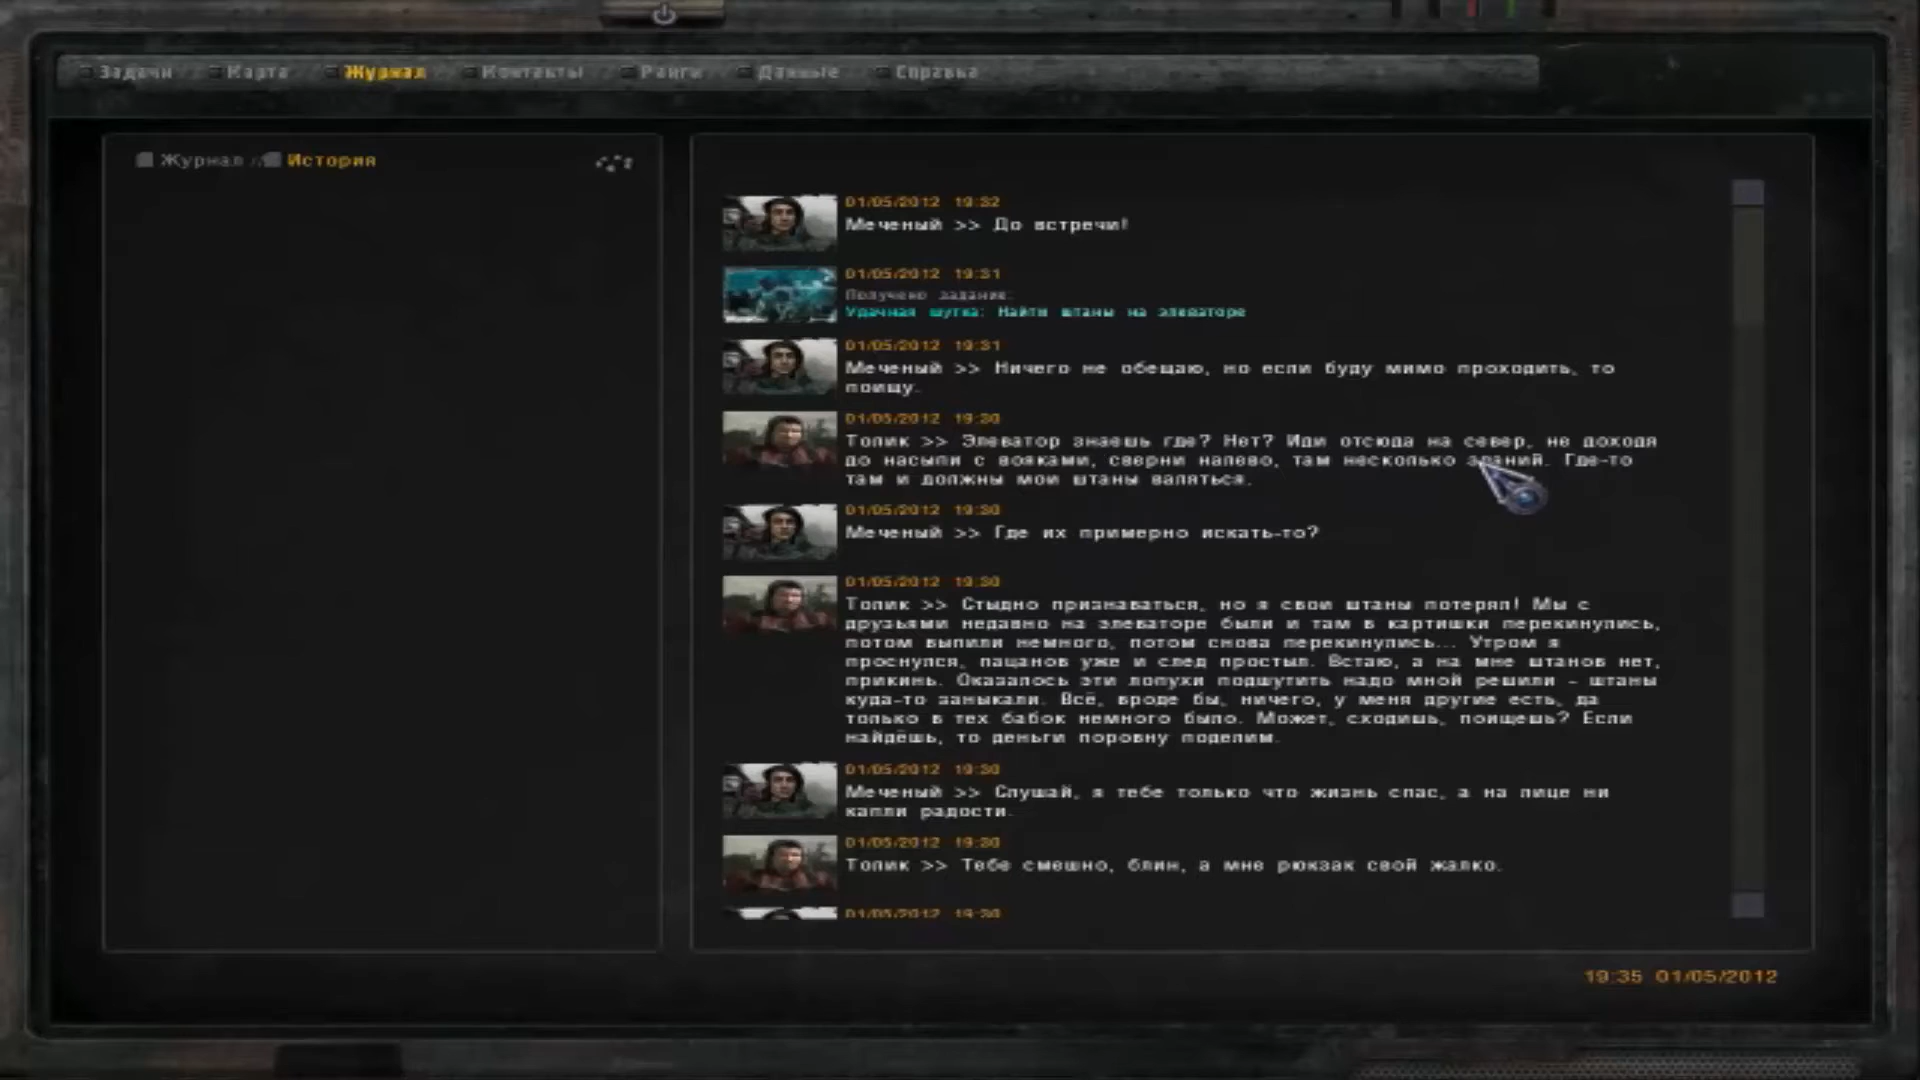 Задачи Карта Журнал Контакты Ранги Данные Справка
Журнал // История
01/05/2012 19:32
Меченый >> До встречи!
01/05/2012 19:31
Получено задание:
Удачная шутка: Найти штаны на элеваторе
01/05/2012 19:31
Меченый >> Ничего не обещаю, но если буду мимо проходить, то
поищу.
01/05/2012 19:30
Толик >> Элеватор знаешь где? Нет? Иди отсюда на север, не доходя
до насыпи с вояками, сверни налево, там несколько зданий. Где-то
там и должны мои штаны валяться.
01/05/2012 19:30
Меченый >> Где их примерно искать-то?
01/05/2012 19:30
Толик >> Стыдно признаваться, но я свои штаны потерял! Мы с
друзьями недавно на элеваторе были и там в картишки перекинулись,
потом выпили немного, потом снова перекинулись... Утром я
проснулся, пацанов уже и след простыл. Встаю, а на мне штанов нет,
прикинь. Оказалось эти лопухи подшутить надо мной решили - штаны
куда-то заныкали. Всё, вроде бы, ничего, у меня другие есть, да
только в тех бабок немного было. Может, сходишь, поищешь? Если
найдёшь, то деньги поровну поделим.
01/05/2012 19:30
Меченый >> Слушай, я тебе только что жизнь спас, а на лице ни
капли радости.
01/05/2012 19:30
Толик >> Тебе смешно, блин, а мне рюкзак свой жалко.
01/05/2012 19:30
19:35 01/05/2012